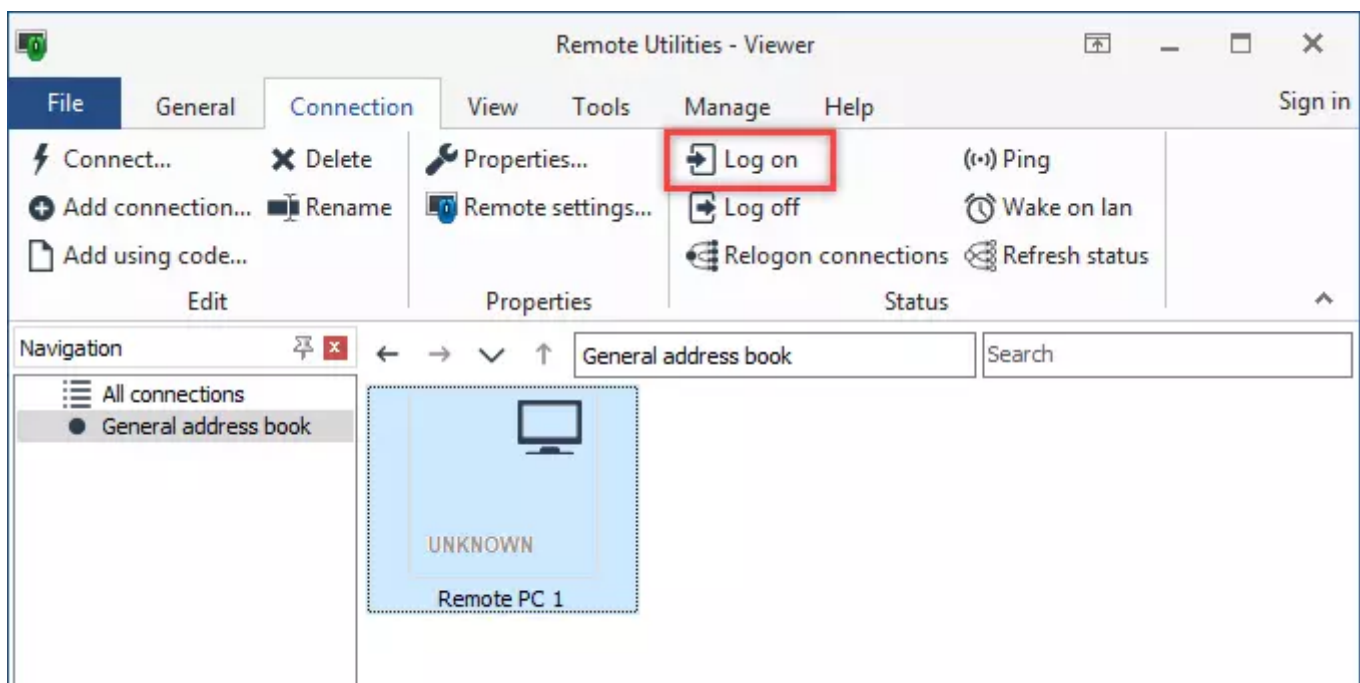 Remote Utilities - Viewer
File General Connection View Tools Manage Help Sign in
Connect... Delete Properties... Log on Ping
Add connection... Rename Remote settings... Log off Wake on lan
Add using code... Relogon connections Refresh status
Edit Properties Status
Navigation General address book Search
All connections
General address book
UNKNOWN
Remote PC 1